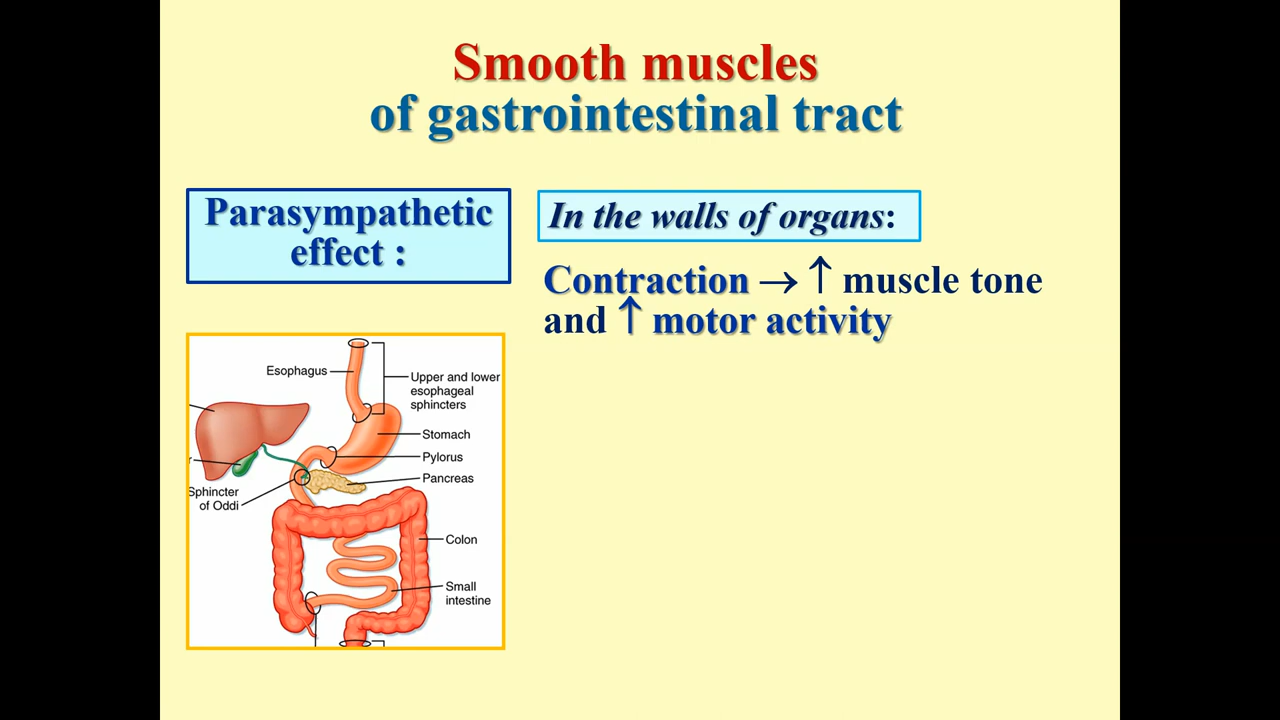 Smooth muscles
of gastrointestinal tract
Parasympathetic
effect :
In the walls of organs:
Contraction → ↑ muscle tone
and ↑ motor activity
Esophagus
Upper and lower
esophageal
sphincters
Stomach
Pylorus
Pancreas
Sphincter
of Oddi
Colon
Small
intestine